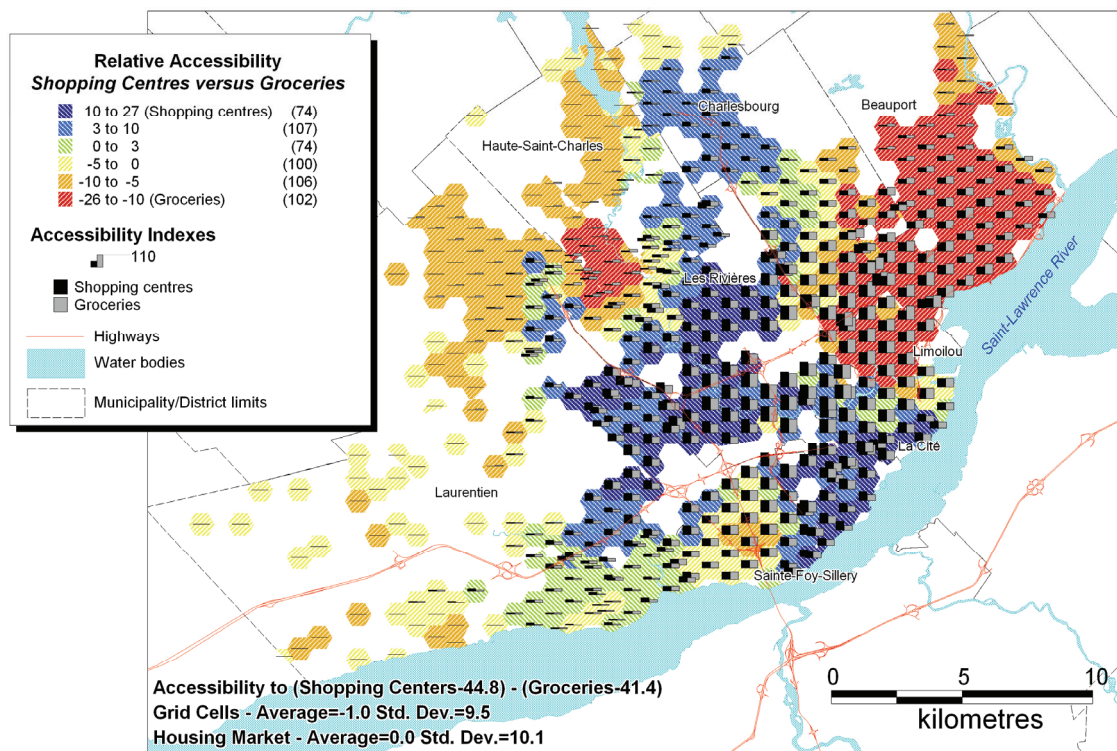 Relative Accessibility
Shopping Centres versus Groceries
10 to 27 (Shopping centres) (74)
3 to 10 (107)
0 to 3 (74)
-5 to 0 (100)
-10 to -5 (106)
-26 to -10 (Groceries) (102)
Accessibility Indexes
110
Shopping centres
Groceries
Highways
Water bodies
Municipality/District limits
Charlesbourg
Beauport
Haute-Saint-Charles
Les Rivières
Saint-Lawrence River
Limoilou
La Cité
Laurentien
Sainte-Foy-Sillery
Accessibility to (Shopping Centers-44.8) - (Groceries-41.4)
Grid Cells - Average=-1.0 Std. Dev.=9.5
Housing Market - Average=0.0 Std. Dev.=10.1
0 5 10
kilometres